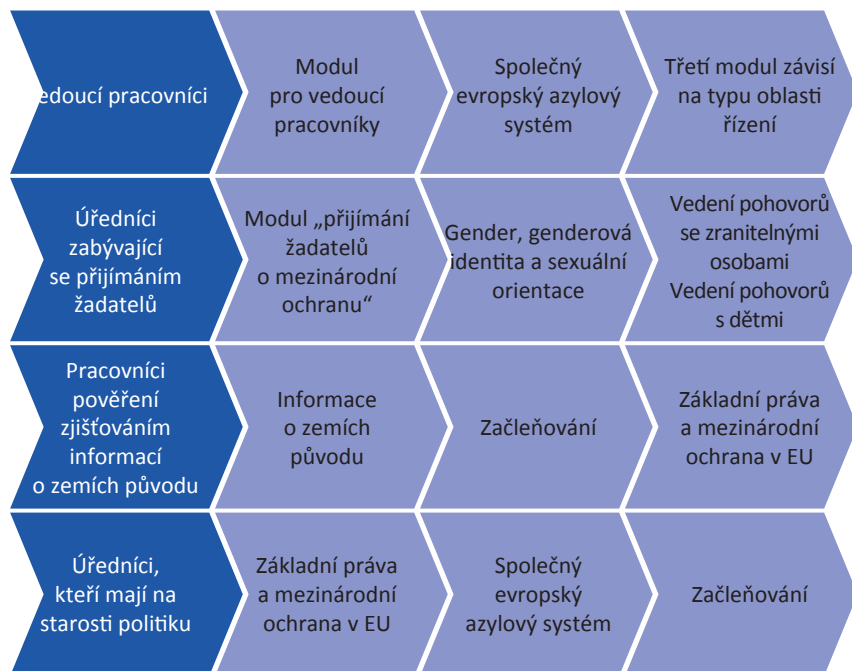 edoucí pracovníci
Modul
pro vedoucí
pracovníky
Společný
evropský azylový
systém
Třetí modul závisí
na typu oblasti
řízení
Úředníci
zabývající
se přijímáním
žadatelů
Modul „přijímání
žadatelů
o mezinárodní
ochranu“
Gender, genderová
identita a sexuální
orientace
Vedení pohovorů
se zranitelnými
osobami
Vedení pohovorů
s dětmi
Pracovníci
pověření
zjišťováním
informací
o zemích původu
Informace
o zemích
původu
Začleňování
Základní práva
a mezinárodní
ochrana v EU
Úředníci,
kteří mají na
starosti politiku
Základní práva
a mezinárodní
ochrana v EU
Společný
evropský
azylový systém
Začleňování